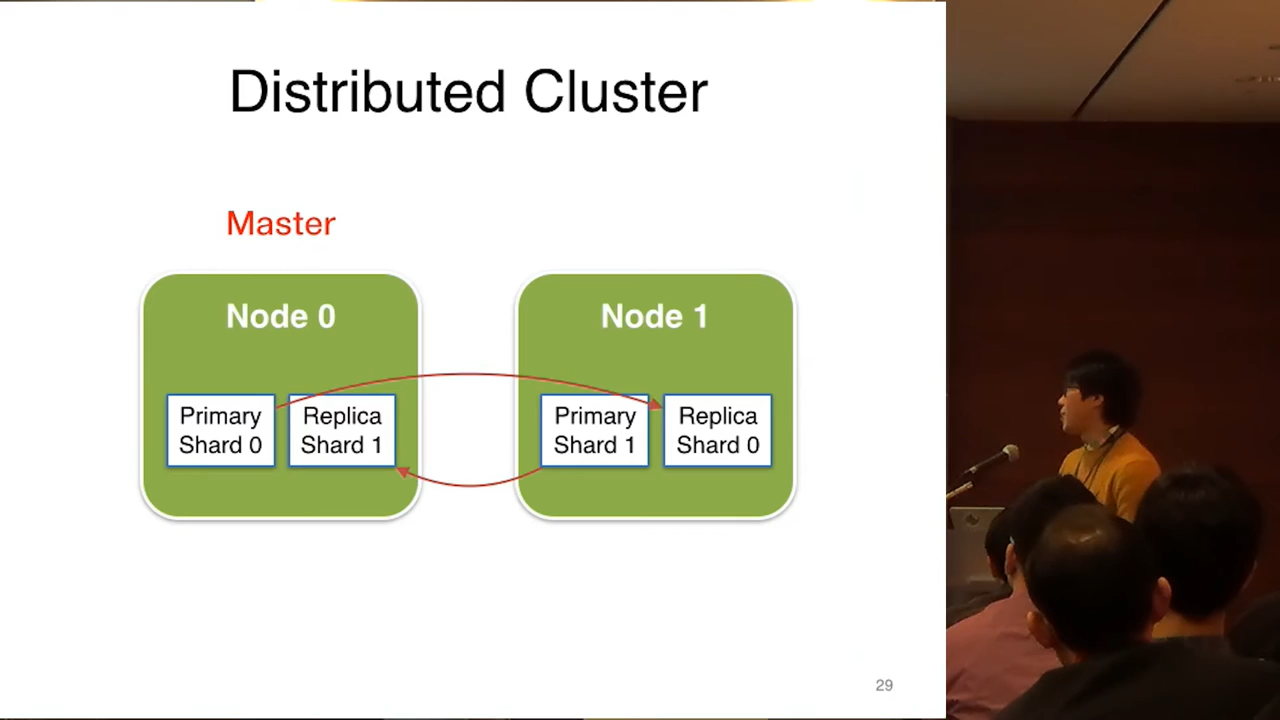 Distributed Cluster
Master
Node 0
Node 1
Primary
Shard 0
Replica
Shard 1
Primary
Shard 1
Replica
Shard 0
29